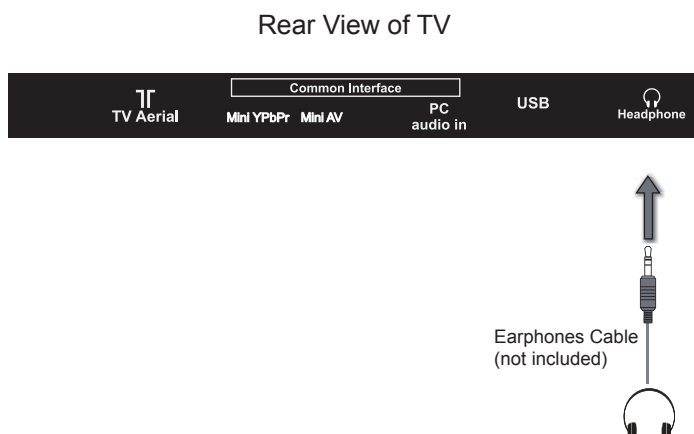 Rear View of TV
Common Interface
TV Aerial
Mini YPbPr Mini AV
PC
audio in
USB
Headphone
Earphones Cable
(not included)